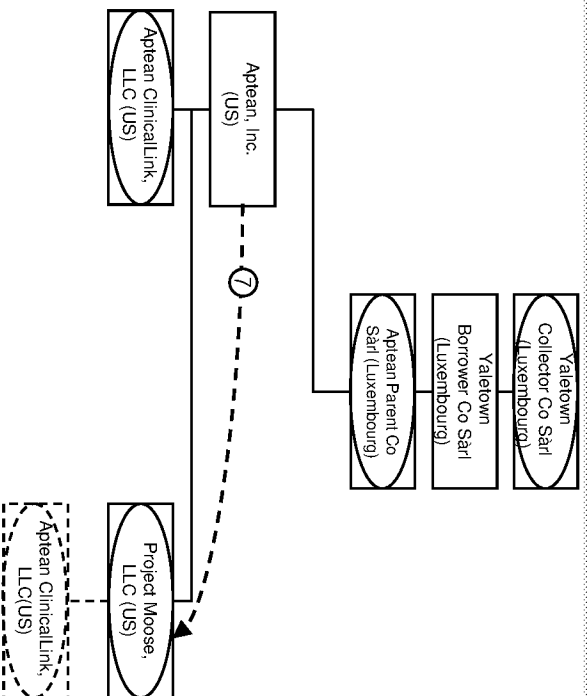 Yaletown
Collector Co Sàrl
(Luxembourg)
Yaletown
Borrower Co Sàrl
(Luxembourg)
Aptean Parent Co
Sàrl (Luxembourg)
Aptean, Inc.
(US)
7
Aptean ClinicalLink,
LLC (US)
Project Moose,
LLC (US)
Aptean ClinicalLink,
LLC(US)